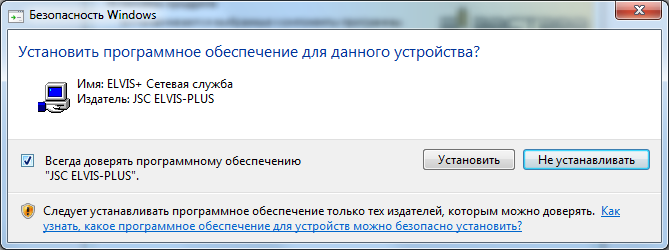 Безопасность Windows
Установить программное обеспечение для данного устройства?
Имя: ELVIS+ Сетевая служба
Издатель: JSC ELVIS-PLUS
Всегда доверять программному обеспечению
"JSC ELVIS-PLUS".
Установить
Не устанавливать
Следует устанавливать программное обеспечение только тех издателей, которым можно доверять. Как
узнать, какое программное обеспечение для устройств можно безопасно установить?